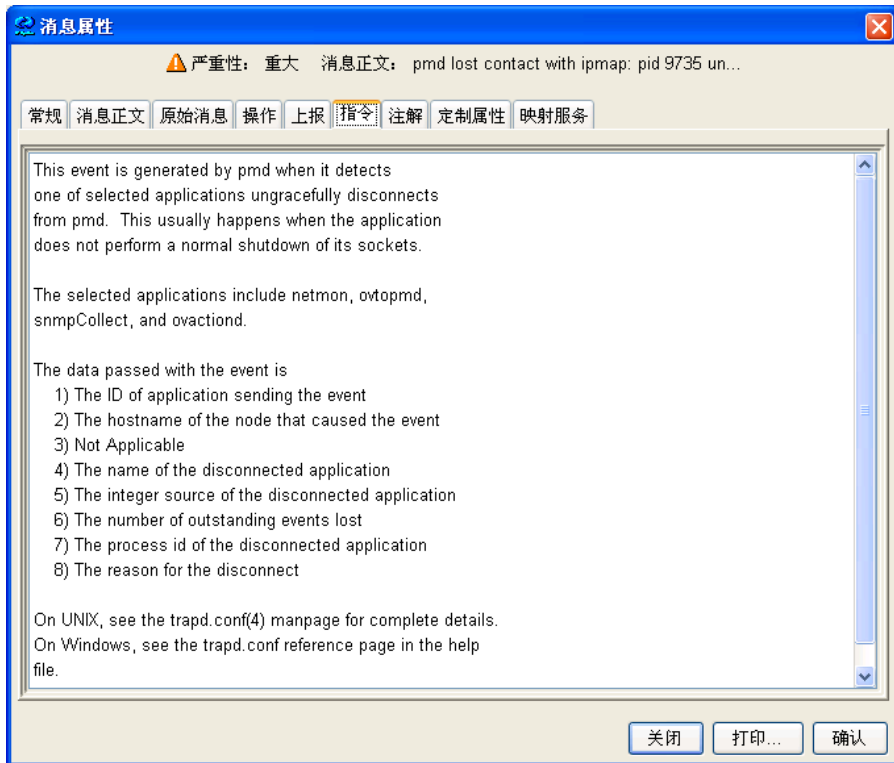 消息属性
严重性: 重大 消息正文: pmd lost contact with ipmap: pid 9735 un...
常规 消息正文 原始消息 操作 上报 指令 注解 定制属性 映射服务
This event is generated by pmd when it detects
one of selected applications ungracefully disconnects
from pmd. This usually happens when the application
does not perform a normal shutdown of its sockets.
The selected applications include netmon, ovtopmd,
snmpCollect, and ovactiond.
The data passed with the event is
1) The ID of application sending the event
2) The hostname of the node that caused the event
3) Not Applicable
4) The name of the disconnected application
5) The integer source of the disconnected application
6) The number of outstanding events lost
7) The process id of the disconnected application
8) The reason for the disconnect
On UNIX, see the trapd.conf(4) manpage for complete details.
On Windows, see the trapd.conf reference page in the help
file.
关闭 打印... 确认